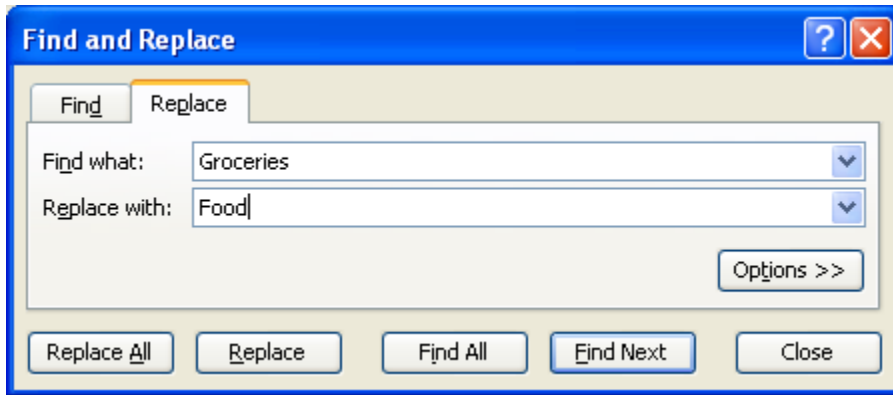 Find and Replace
Find Replace
Find what: Groceries
Replace with: Food
Options >>
Replace All Replace Find All Find Next Close